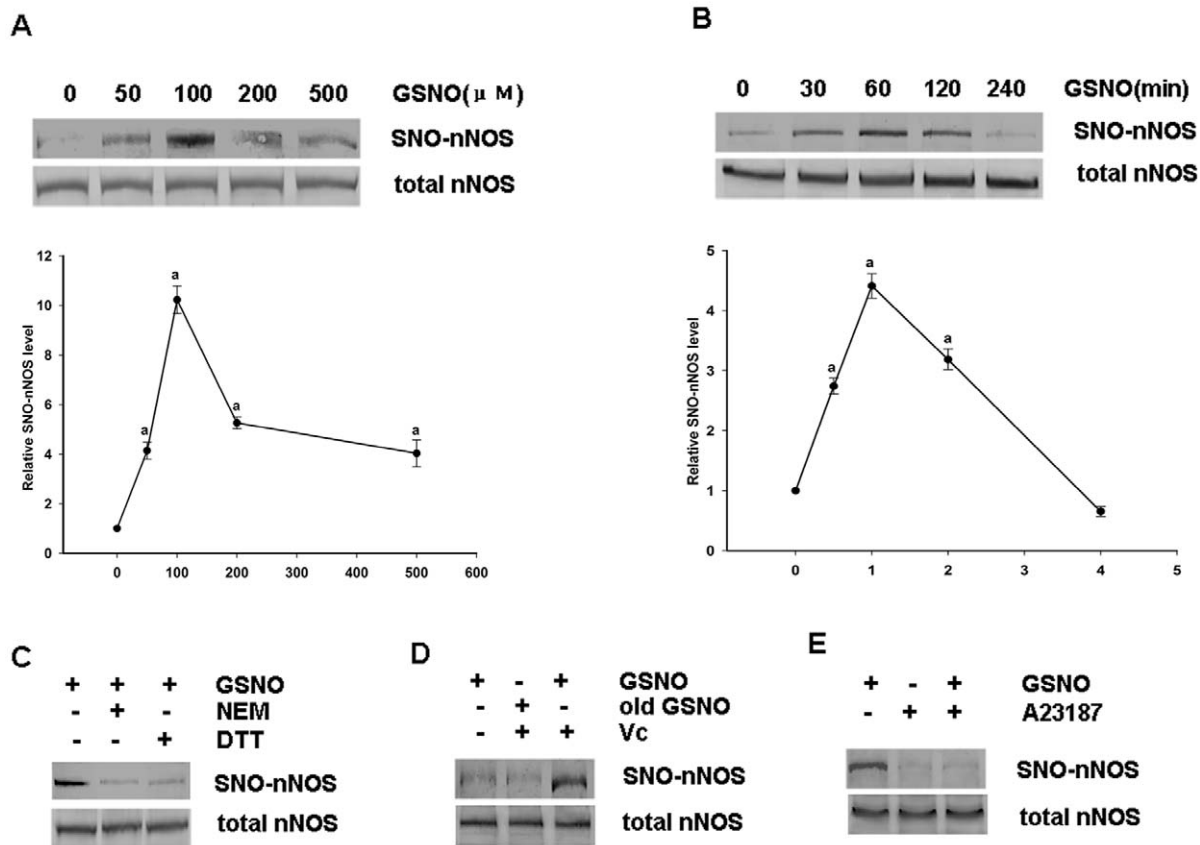 A
0 50 100 200 500 GSNO(μ M)
SNO-nNOS
total nNOS
Relative SNO-nNOS level
12
10
8
6
4
2
0
a
a
a
a
0 100 200 300 400 500 600
B
0 30 60 120 240 GSNO(min)
SNO-nNOS
total nNOS
Relative SNO-nNOS level
5
4
3
2
1
0
a
a
a
0 1 2 3 4 5
C
+ + + GSNO
- + - NEM
- - + DTT
SNO-nNOS
total nNOS
D
+ - + GSNO
- + - old GSNO
- + + Vc
SNO-nNOS
total nNOS
E
+ - + GSNO
- + + A23187
SNO-nNOS
total nNOS